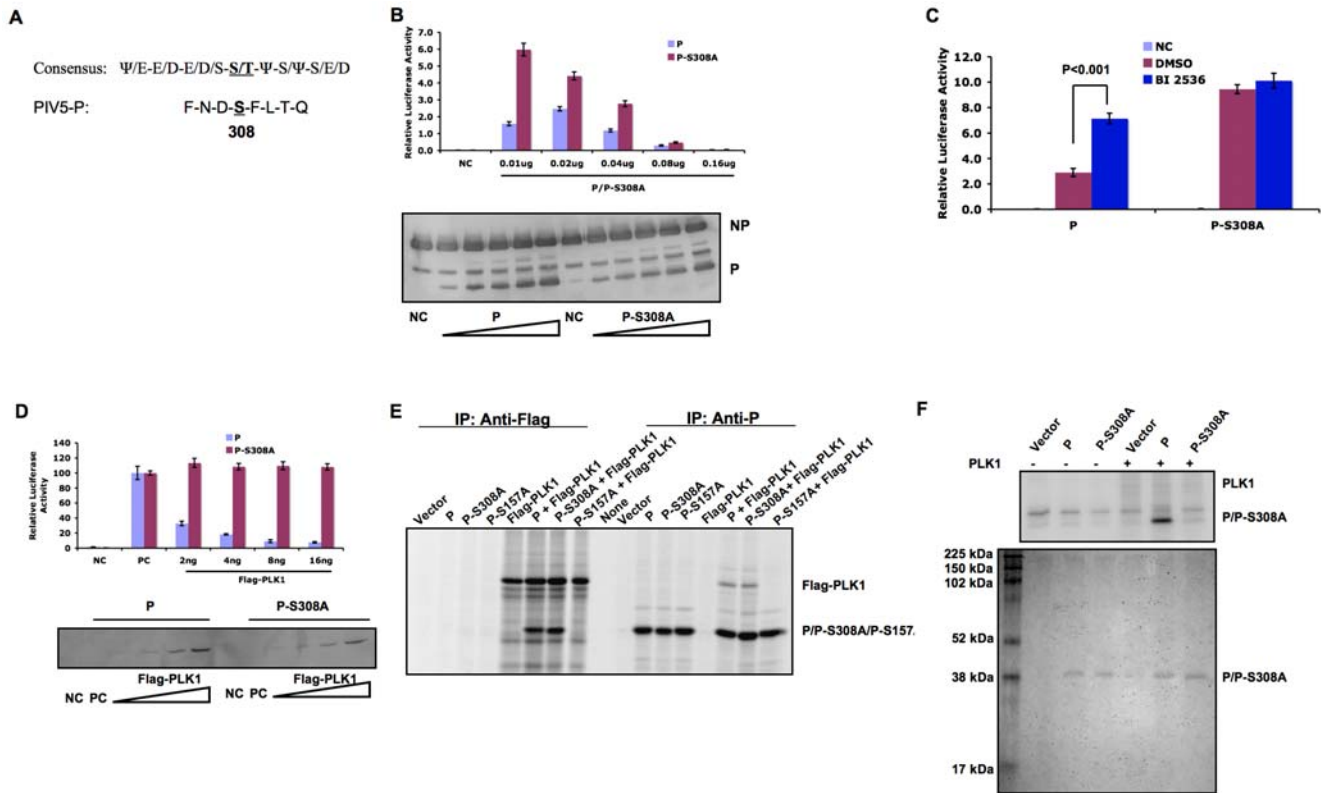 A
Consensus: Ψ/E-E/D-E/D/S-S/T-Ψ-S/Ψ-S/E/D
PIV5-P: F-N-D-S-F-L-T-Q
308
B
Relative Luciferase Activity
6.0
5.0
4.0
3.0
2.0
1.0
0.0
P
P-S308A
NC
0.01ug
0.02ug
0.04ug
0.08ug
0.16ug
P/P-S308A
NP
P
NC
P
NC
P-S308A
C
Relative Luciferase Activity
12.0
10.0
8.0
6.0
4.0
2.0
0.0
NC
DMSO
BI 2536
P<0.001
P
P-S308A
D
Relative Luciferase
Activity
140
120
100
80
60
40
20
0
P
P-S308A
NC
PC
2ng
4ng
8ng
16ng
Flag-PLK1
P
P-S308A
Flag-PLK1
NC PC
Flag-PLK1
NC PC
E
IP: Anti-Flag
IP: Anti-P
Vector
P
P-S308A
P-S157A
Flag-PLK1
P + Flag-PLK1
P-S308A + Flag-PLK1
P-S157A + Flag-PLK1
None
Vector
P
P-S308A
P-S157A
Flag-PLK1
P + Flag-PLK1
P-S308A+ Flag-PLK1
P-S157A+ Flag-PLK1
Flag-PLK1
P/P-S308A/P-S157
F
Vector
P
P-S308A
Vector
P
P-S308A
PLK1 - - - + + +
PLK1
P/P-S308A
225 kDa
150 kDa
102 kDa
52 kDa
38 kDa
17 kDa
P/P-S308A